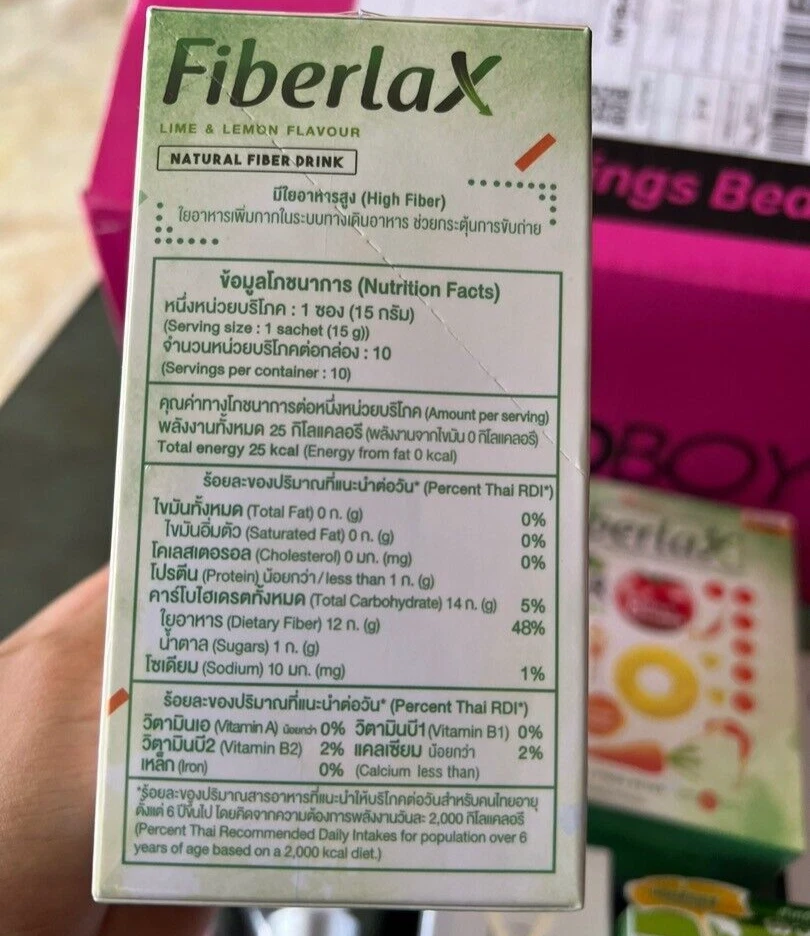 Fiberlax
LIME & LEMON FLAVOUR
NATURAL FIBER DRINK
มีใยอาหารสูง (High Fiber)
ใยอาหารเพิ่มกากในระบบทางเดินอาหาร ช่วยกระตุ้นการขับถ่าย
ข้อมูลโภชนาการ (Nutrition Facts)
หนึ่งหน่วยบริโภค : 1 ซอง (15 กรัม)
(Serving size : 1 sachet (15 g))
จำนวนหน่วยบริโภคต่อกล่อง : 10
(Servings per container : 10)
คุณค่าทางโภชนาการต่อหนึ่งหน่วยบริโภค (Amount per serving)
พลังงานทั้งหมด 25 กิโลแคลอรี (พลังงานจากไขมัน 0 กิโลแคลอรี)
Total energy 25 kcal (Energy from fat 0 kcal)
ร้อยละของปริมาณที่แนะนำต่อวัน* (Percent Thai RDI*)
ไขมันทั้งหมด (Total Fat) 0 ก. (g) 0%
ไขมันอิ่มตัว (Saturated Fat) 0 ก. (g) 0%
โคเลสเตอรอล (Cholesterol) 0 มก. (mg) 0%
โปรตีน (Protein) น้อยกว่า/less than 1 ก. (g)
คาร์โบไฮเดรตทั้งหมด (Total Carbohydrate) 14 ก. (g) 5%
ใยอาหาร (Dietary Fiber) 12 ก. (g) 48%
น้ำตาล (Sugars) 1 ก. (g)
โซเดียม (Sodium) 10 มก. (mg) 1%
ร้อยละของปริมาณที่แนะนำต่อวัน* (Percent Thai RDI*)
วิตามินเอ (Vitamin A) น้อยกว่า 0% วิตามินบี1 (Vitamin B1) 0%
วิตามินบี2 (Vitamin B2) 2% แคลเซียม น้อยกว่า 2%
เหล็ก (Iron) 0% (Calcium less than)
*ร้อยละของปริมาณสารอาหารที่แนะนำให้บริโภคต่อวันสำหรับคนไทยอายุ
ตั้งแต่ 6 ปีขึ้นไป โดยคิดจากความต้องการพลังงานวันละ 2,000 กิโลแคลอรี
(Percent Thai Recommended Daily Intakes for population over 6
years of age based on a 2,000 kcal diet.)
ings Bed
OBOY
berlax